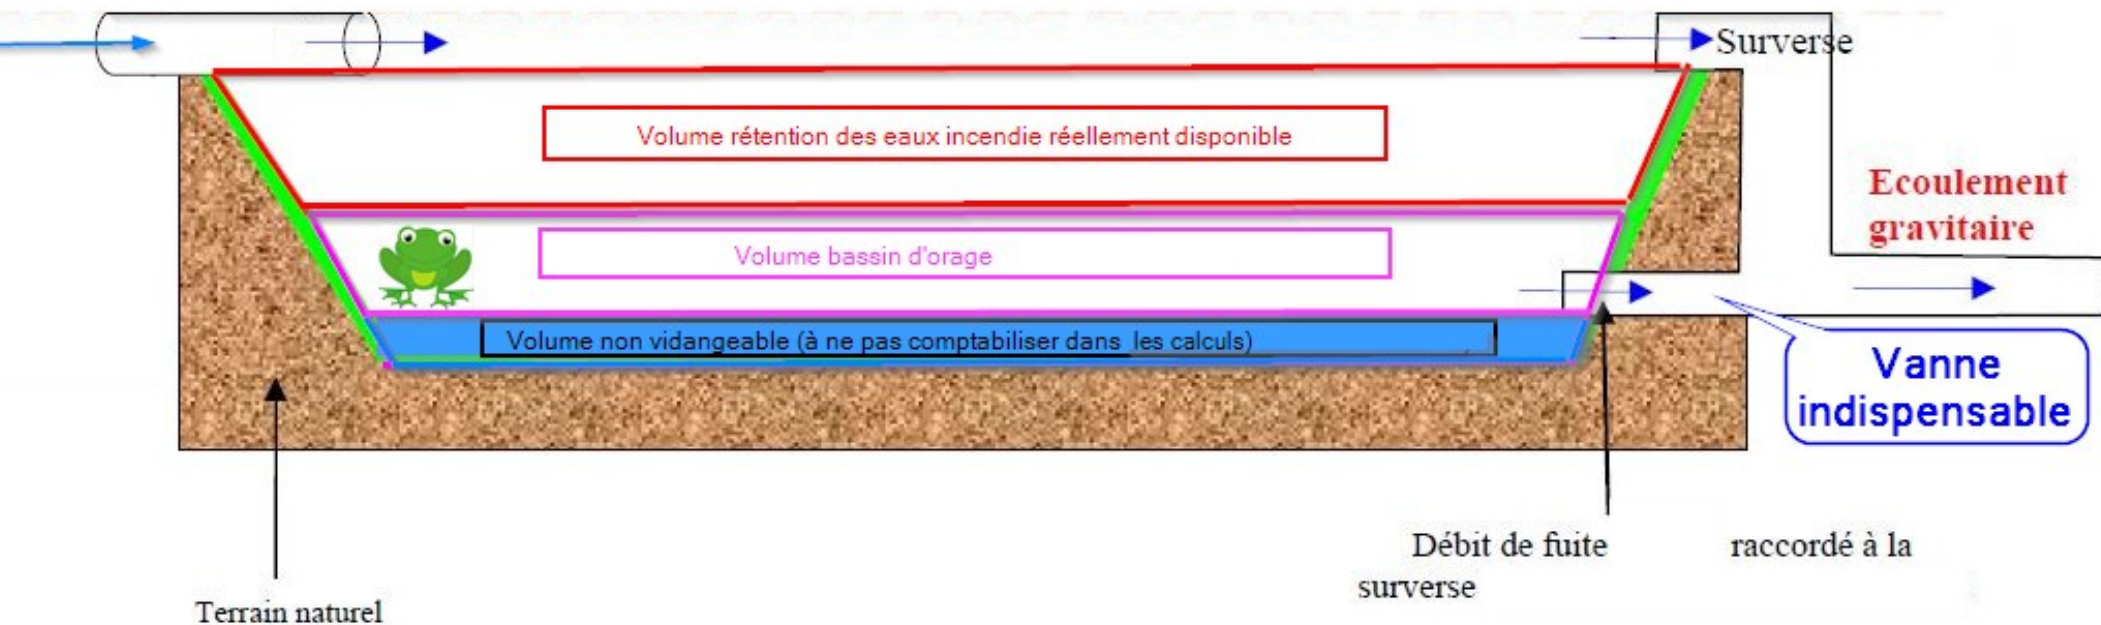 Surverse
Volume rétention des eaux incendie réellement disponible
Ecoulement
gravitaire
Volume bassin d'orage
Volume non vidangeable (à ne pas comptabiliser dans les calculs)
Vanne
indispensable
Débit de fuite raccordé à la
surverse
Terrain naturel